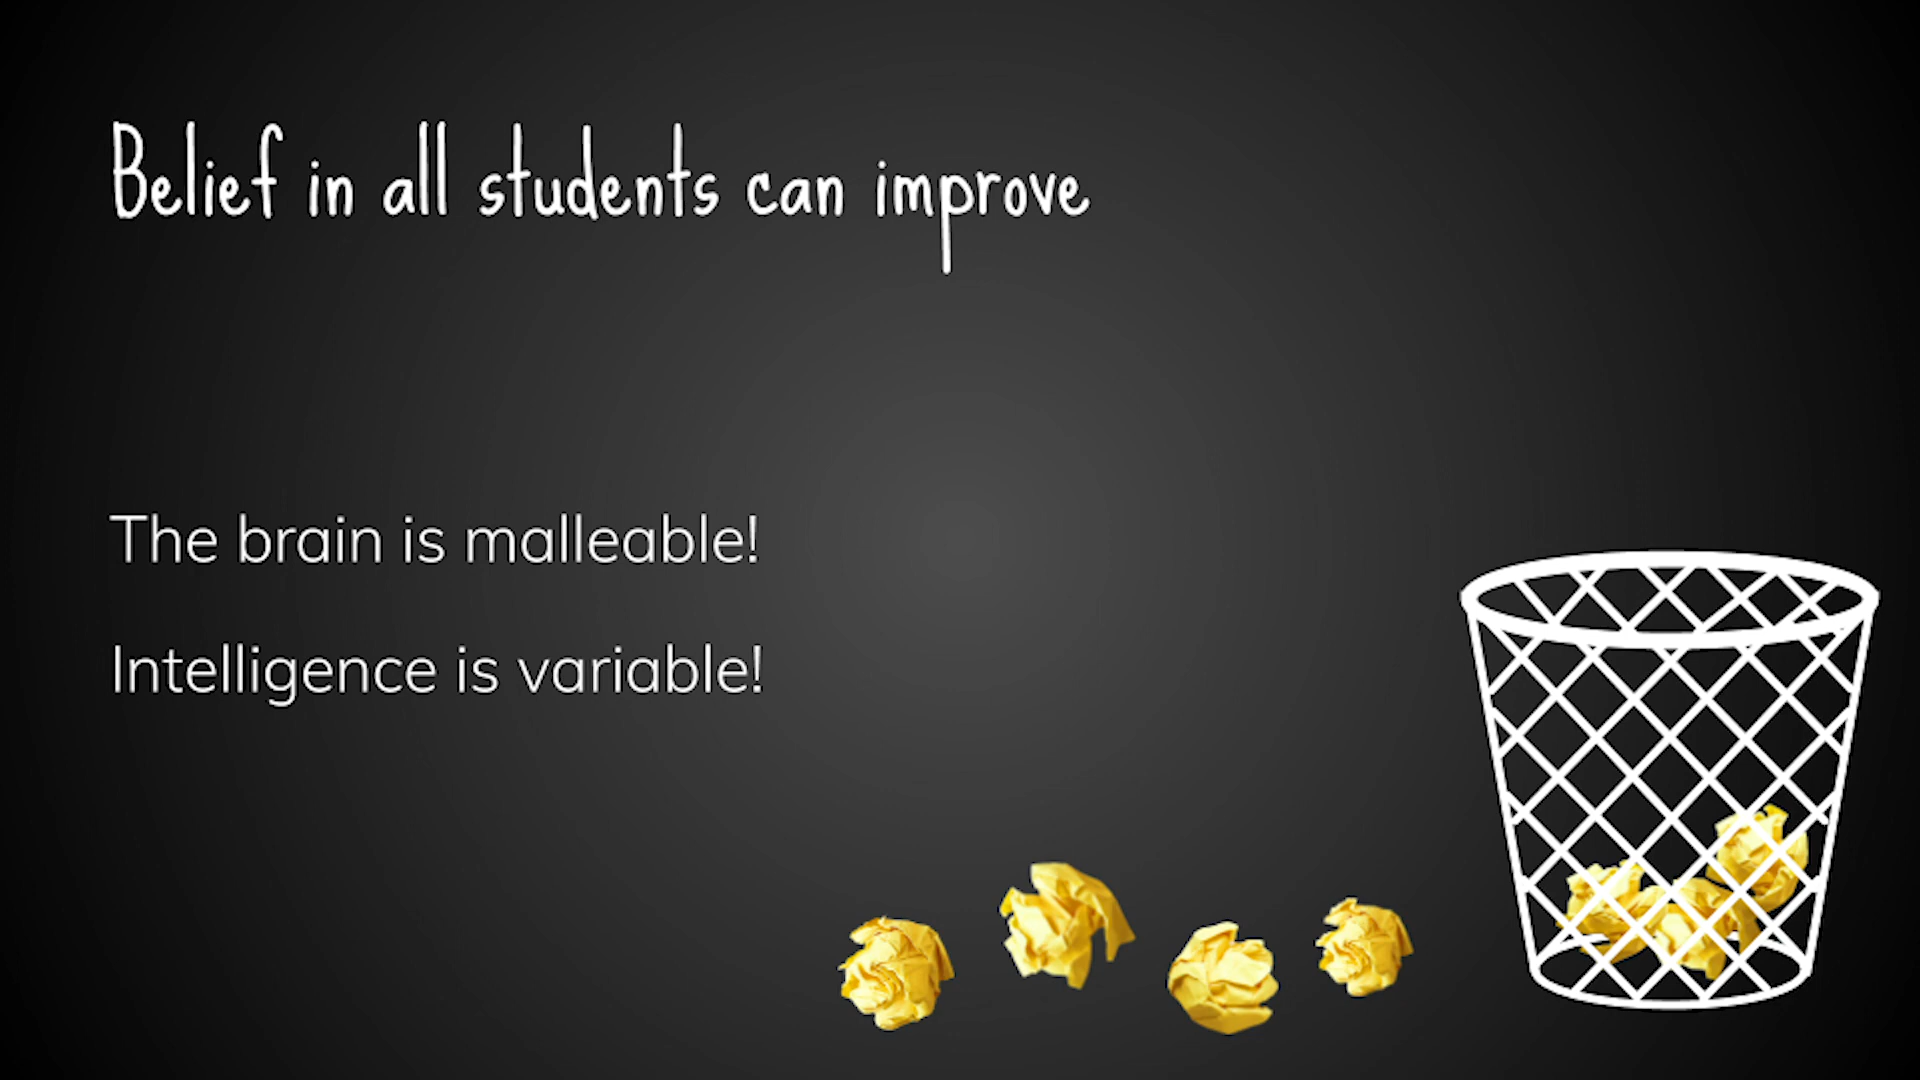 Belief in all students can improve
The brain is malleable!
Intelligence is variable!